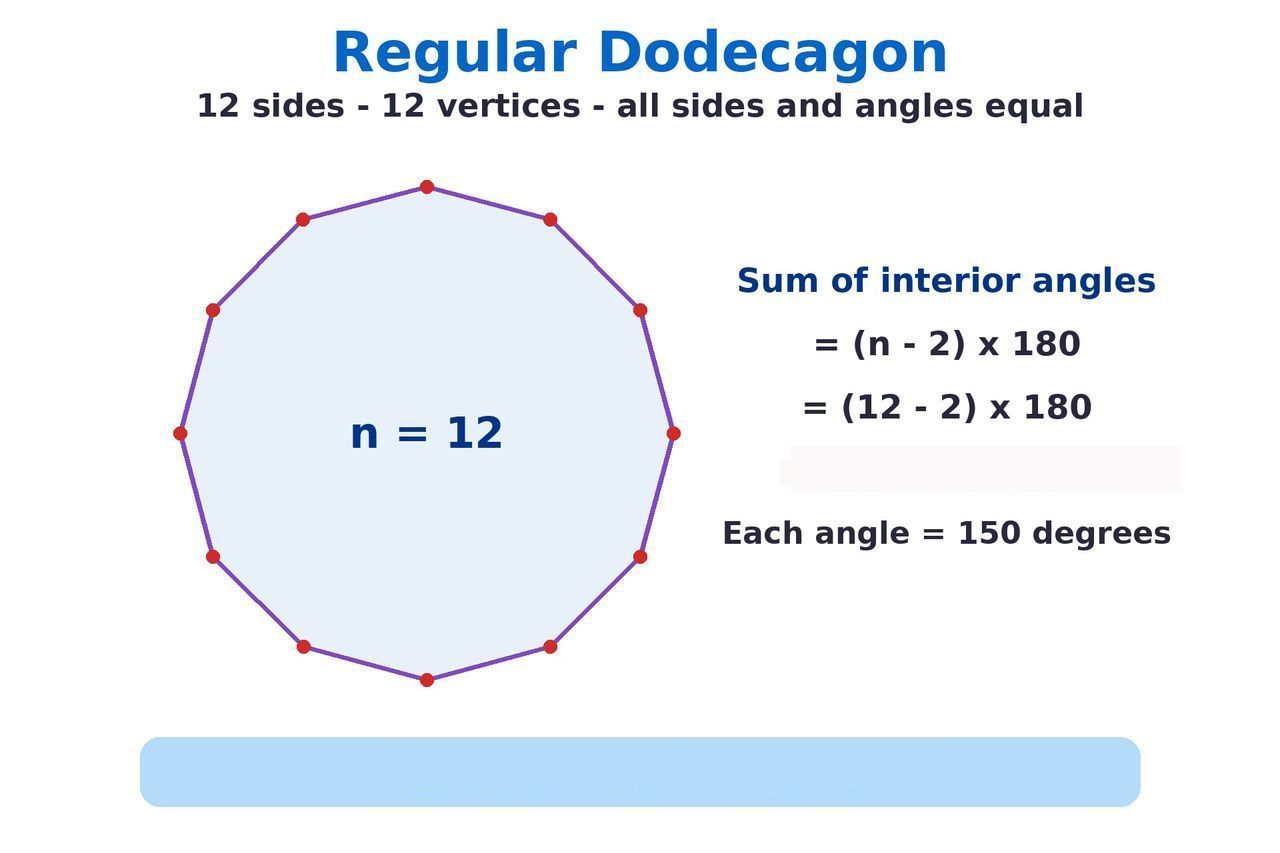 Regular Dodecagon
12 sides - 12 vertices - all sides and angles equal
Sum of interior angles
= (n - 2) x 180
= (12 - 2) x 180
n = 12
Each angle = 150 degrees